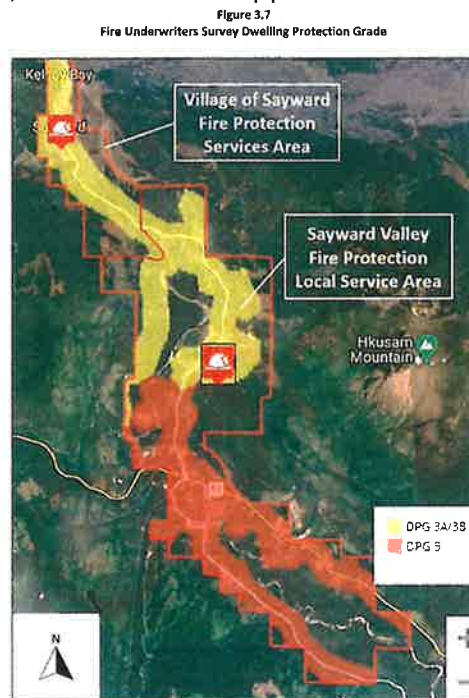 Figure 3.7
Fire Underwriters Survey Dwelling Protection Grade
Village of Sayward
Fire Protection
Services Area
Sayward Valley
Fire Protection
Local Service Area
Hkusam
Mountain
DPG 3A/3B
DPG 5
N